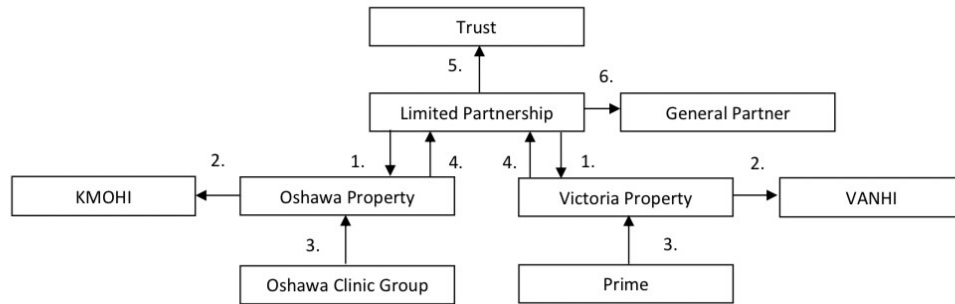 Trust
5.
6.
Limited Partnership
General Partner
2.
1.
4.
4.
1.
2.
KMOHI
Oshawa Property
Victoria Property
VANHI
3.
3.
Oshawa Clinic Group
Prime